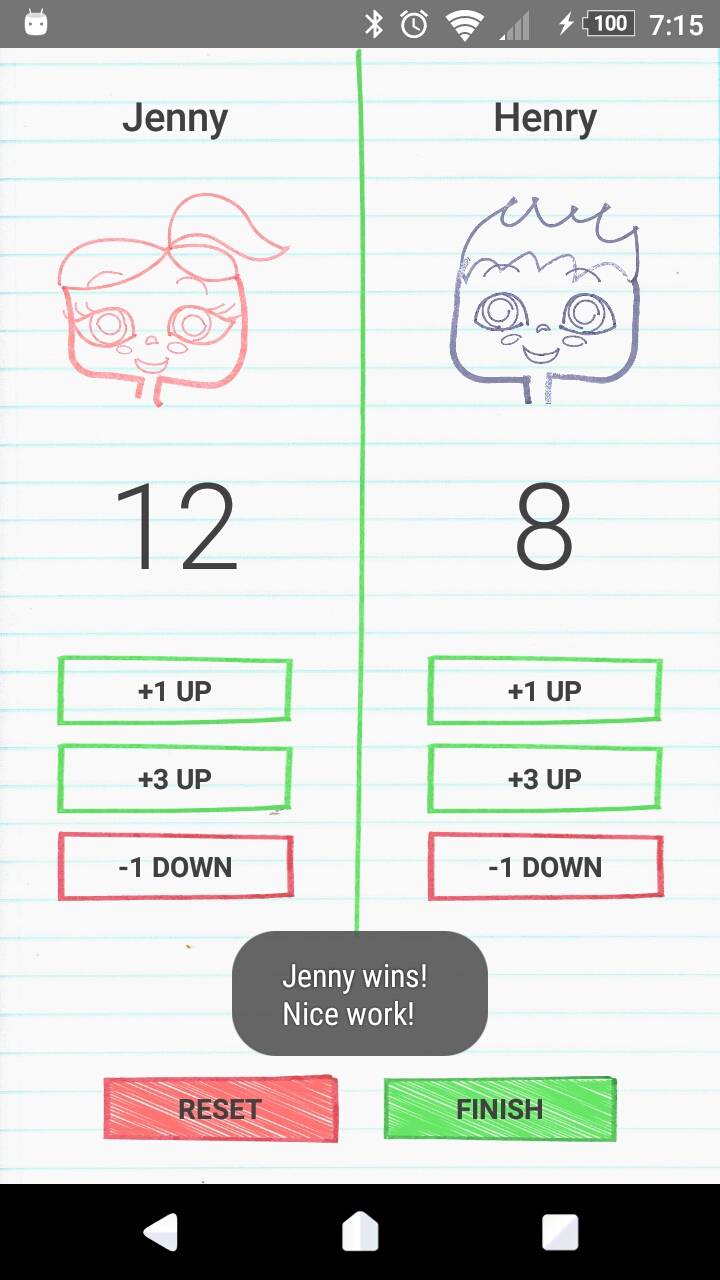 100 7:15
Jenny
Henry
12
8
+1 UP
+1 UP
+3 UP
+3 UP
-1 DOWN
-1 DOWN
Jenny wins!
Nice work!
RESET
FINISH